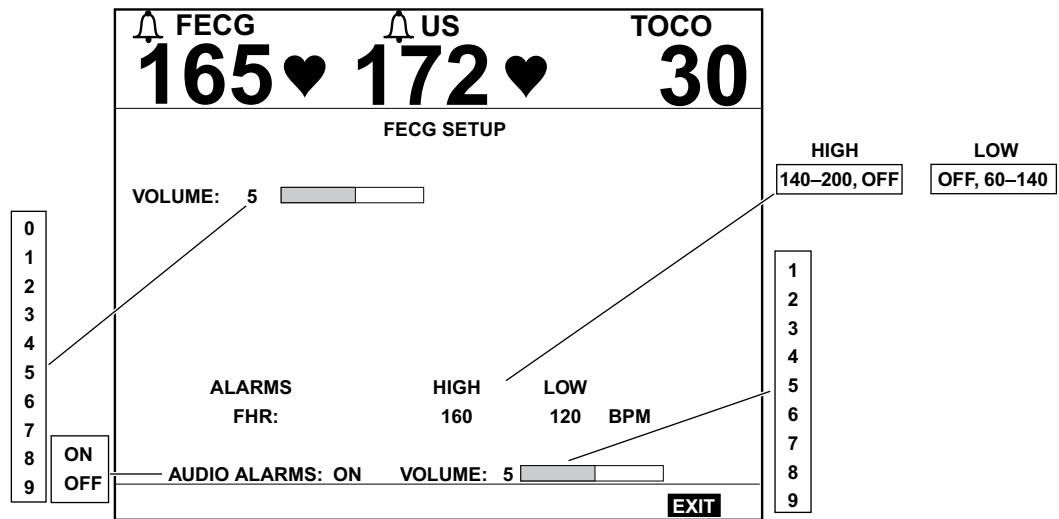 FECG US TOCO
165 172 30
FECG SETUP
HIGH LOW
140–200, OFF OFF, 60–140
VOLUME: 5
0
1
2
3
4
5
6
7
8
9
ON
OFF
ALARMS HIGH LOW
FHR: 160 120 BPM
AUDIO ALARMS: ON VOLUME: 5
EXIT
1
2
3
4
5
6
7
8
9